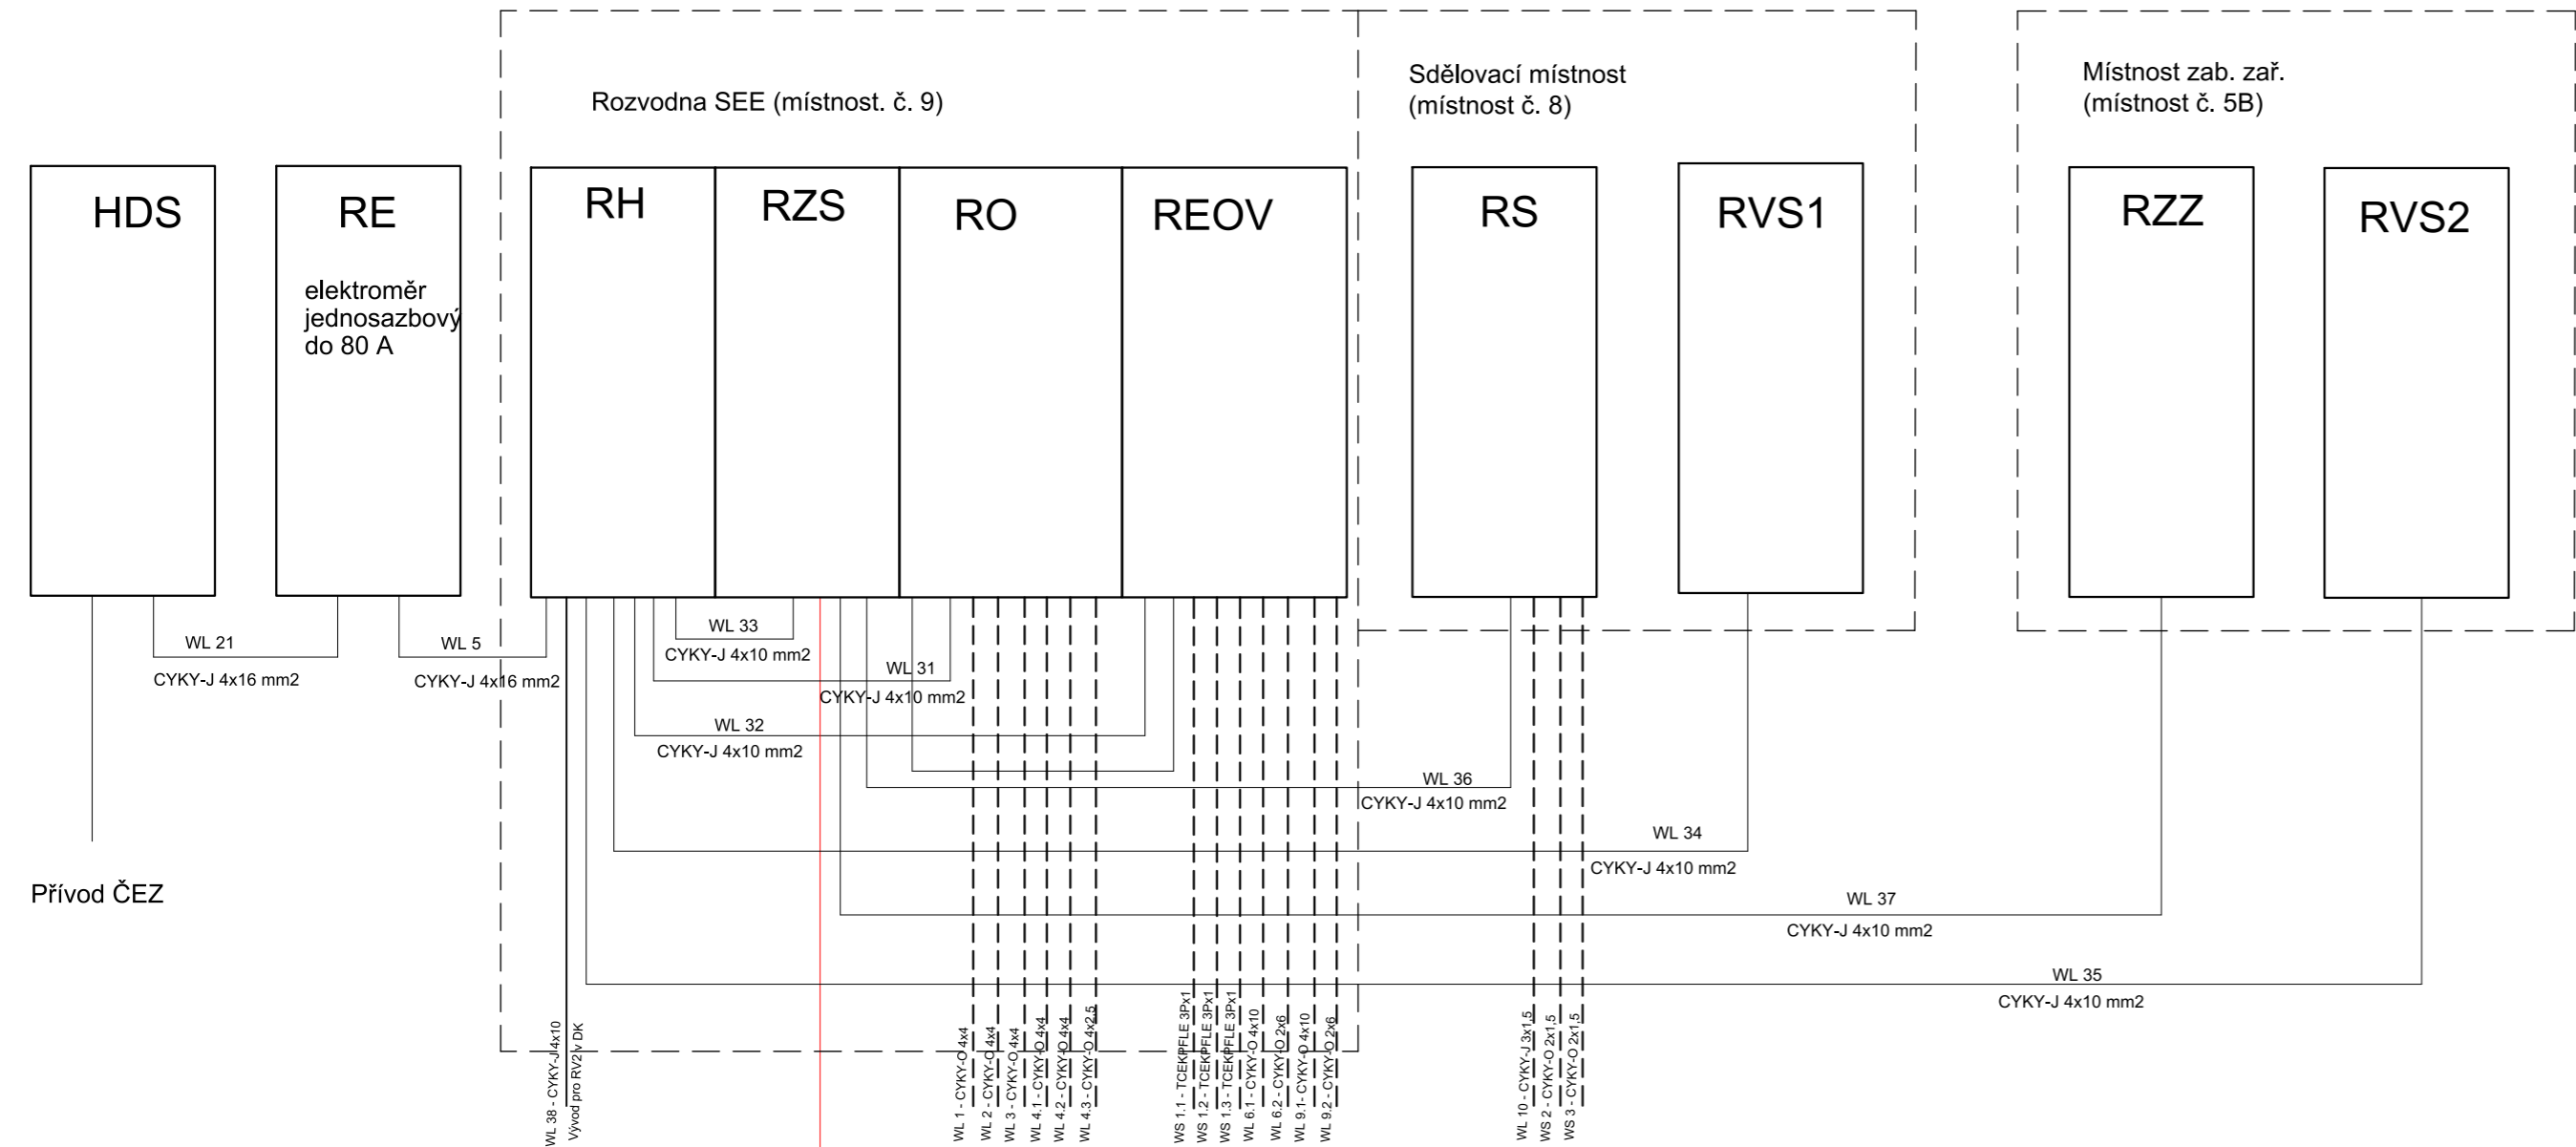 Rozvodna SEE (místnost. č. 9)
Sdělovací místnost
(místnost č. 8)
Místnost zab. zař.
(místnost č. 5B)
HDS
RE
elektroměr
jednosazbový
do 80 A
RH
RZS
RO
REOV
RS
RVS1
RZZ
RVS2
WL 21
CYKY-J 4x16 mm2
WL 5
CYKY-J 4x16 mm2
WL 33
CYKY-J 4x10 mm2
WL 31
CYKY-J 4x10 mm2
WL 32
CYKY-J 4x10 mm2
WL 36
CYKY-J 4x10 mm2
WL 34
CYKY-J 4x10 mm2
WL 37
CYKY-J 4x10 mm2
WL 35
CYKY-J 4x10 mm2
Přívod ČEZ
WL 38 - CYKY-J 4x10
Vývod pro RV2 v DK
WL 1 - CYKY-O 4x4
WL 2 - CYKY-O 4x4
WL 3 - CYKY-O 4x4
WL 4.1 - CYKY-O 4x4
WL 4.2 - CYKY-O 4x4
WL 4.3 - CYKY-O 4x2,5
WS 1.1 - TCEKPFLE 3Px1
WS 1.2 - TCEKPFLE 3Px1
WS 1.3 - TCEKPFLE 3Px1
WL 6.1 - CYKY-O 4x10
WL 6.2 - CYKY-O 2x6
WL 9.1- CYKY-O 4x10
WL 9.2 - CYKY-O 2x6
WL 10 - CYKY-J 3x1,5
WS 2 - CYKY-O 2x1,5
WS 3 - CYKY-O 2x1,5